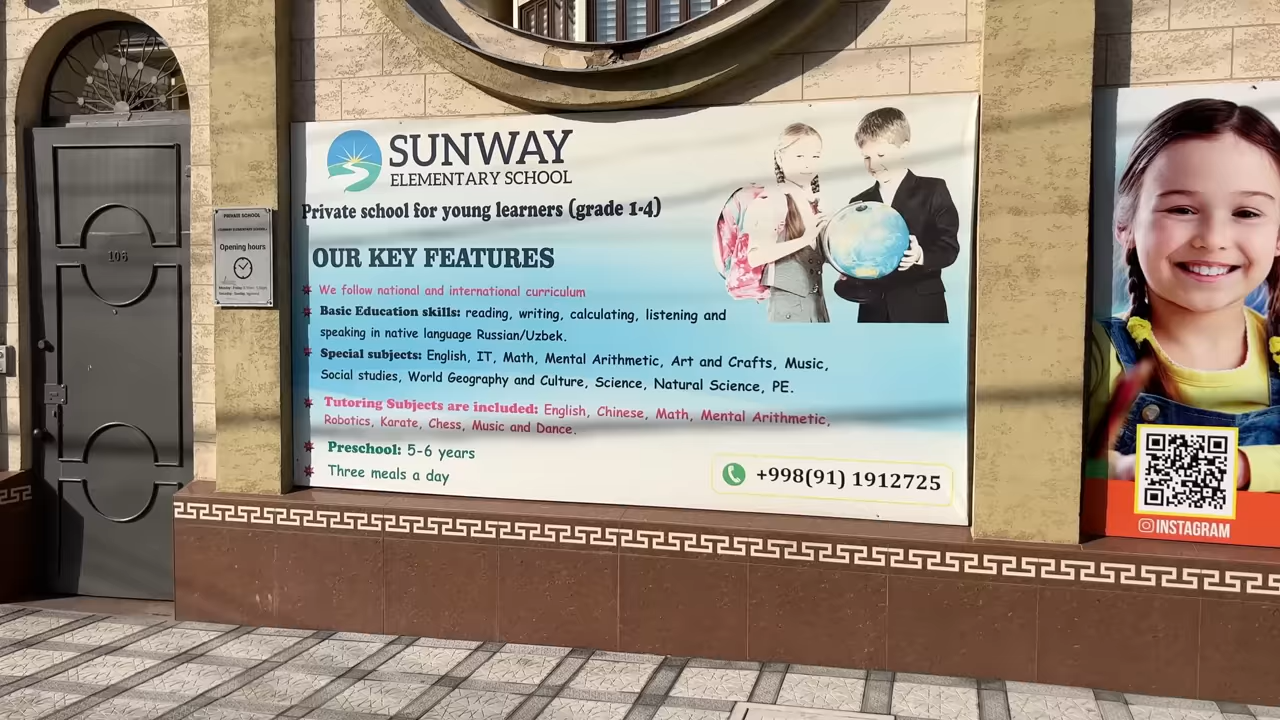 106
PRIVATE SCHOOL
Opening hours
SUNWAY
ELEMENTARY SCHOOL
Private school for young learners (grade 1-4)
OUR KEY FEATURES
We follow national and international curriculum
Basic Education skills: reading, writing, calculating, listening and
speaking in native language Russian/Uzbek.
Special subjects: English, IT, Math, Mental Arithmetic, Art and Crafts, Music,
Social studies, World Geography and Culture, Science, Natural Science, PE.
Tutoring Subjects are included: English, Chinese, Math, Mental Arithmetic,
Robotics, Karate, Chess, Music and Dance.
Preschool: 5-6 years
Three meals a day
+998(91) 1912725
INSTAGRAM